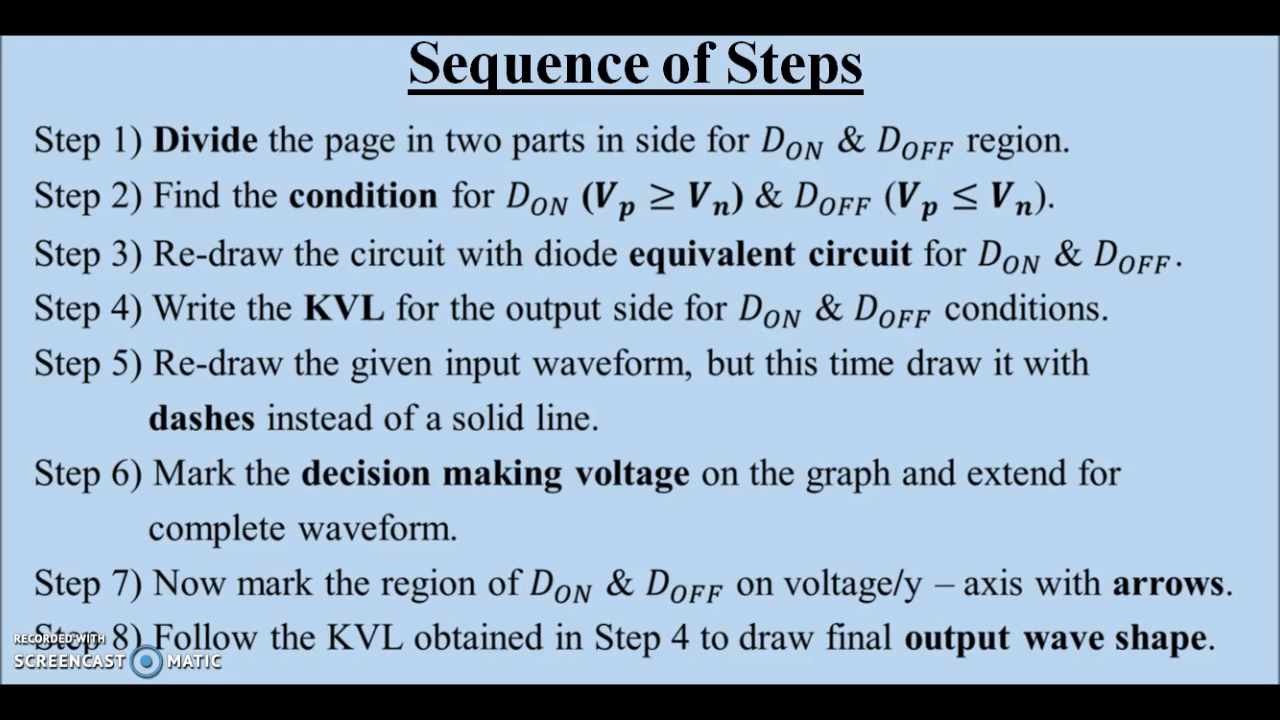 Sequence of Steps
Step 1) Divide the page in two parts in side for D_ON & D_OFF region.
Step 2) Find the condition for D_ON (V_p ≥ V_n) & D_OFF (V_p ≤ V_n).
Step 3) Re-draw the circuit with diode equivalent circuit for D_ON & D_OFF.
Step 4) Write the KVL for the output side for D_ON & D_OFF conditions.
Step 5) Re-draw the given input waveform, but this time draw it with
dashes instead of a solid line.
Step 6) Mark the decision making voltage on the graph and extend for
complete waveform.
Step 7) Now mark the region of D_ON & D_OFF on voltage/y – axis with arrows.
Step 8) Follow the KVL obtained in Step 4 to draw final output wave shape.
RECORDED WITH
SCREENCAST MATIC